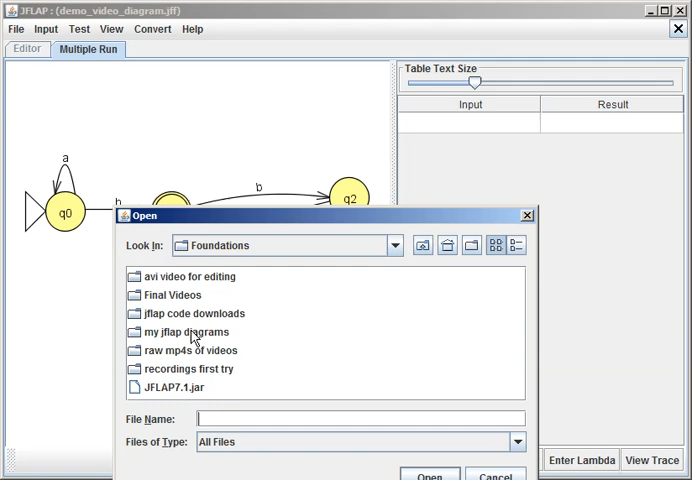 JFLAP : (demo_video_diagram.jff)
File Input Test View Convert Help
Editor Multiple Run
Table Text Size
Input Result
a
b
q2
q0
b
Open
Look In: Foundations
avi video for editing
Final Videos
jflap code downloads
my jflap diagrams
raw mp4s of videos
recordings first try
JFLAP7.1.jar
File Name:
Files of Type: All Files
Enter Lambda View Trace
Open Cancel